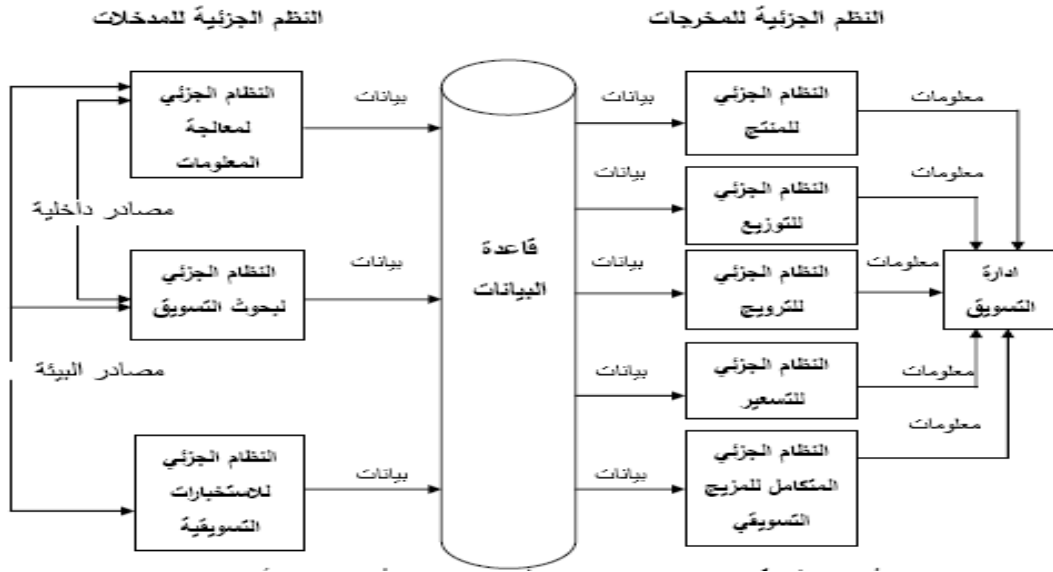 النظم الجزئية للمدخلات
النظم الجزئية للمخرجات
النظام الجزئي
لمعالجة
المعلومات
بيانات
بيانات
النظام الجزئي
للمنتج
معلومات
بيانات
النظام الجزئي
للتوزيع
معلومات
مصادر داخلية
النظام الجزئي
لبحوث التسويق
بيانات
قاعدة
البيانات
بيانات
النظام الجزئي
للترويج
معلومات
ادارة
التسويق
مصادر البيئة
بيانات
النظام الجزئي
للتسعير
معلومات
النظام الجزئي
للاستخبارات
التسويقية
بيانات
بيانات
النظام الجزئي
المتكامل للمزيج
التسويقي
معلومات